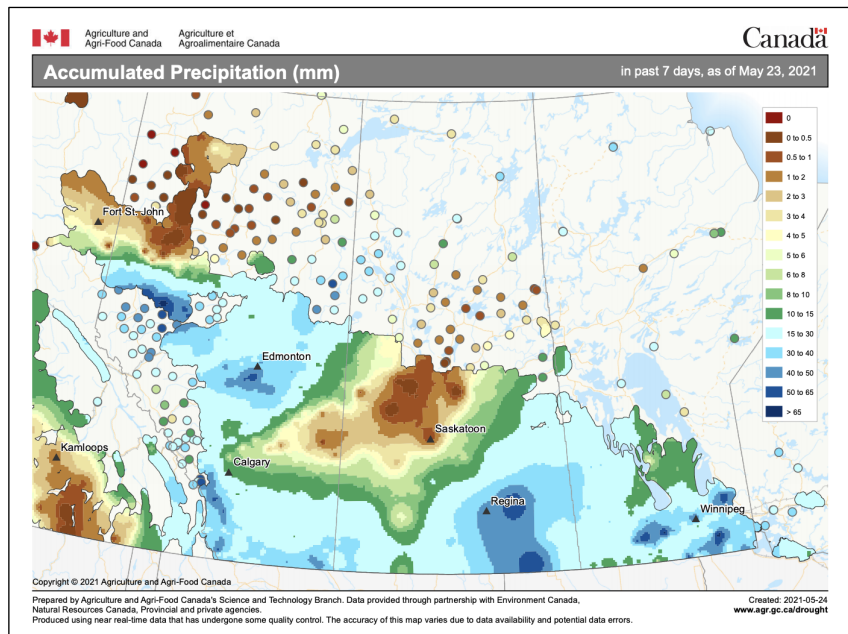 Agriculture and
Agri-Food Canada
Agriculture et
Agroalimentaire Canada
Canada
Accumulated Precipitation (mm)
in past 7 days, as of May 23, 2021
0
0 to 0.5
0.5 to 1
1 to 2
2 to 3
3 to 4
4 to 5
5 to 6
6 to 8
8 to 10
10 to 15
15 to 30
30 to 40
40 to 50
50 to 65
> 65
Fort St. John
Edmonton
Saskatoon
Kamloops
Calgary
Regina
Winnipeg
Copyright © 2021 Agriculture and Agri-Food Canada
Prepared by Agriculture and Agri-Food Canada's Science and Technology Branch. Data provided through partnership with Environment Canada,
Natural Resources Canada, Provincial and private agencies.
Produced using near real-time data that has undergone some quality control. The accuracy of this map varies due to data availability and potential data errors.
Created: 2021-05-24
www.agr.gc.ca/drought